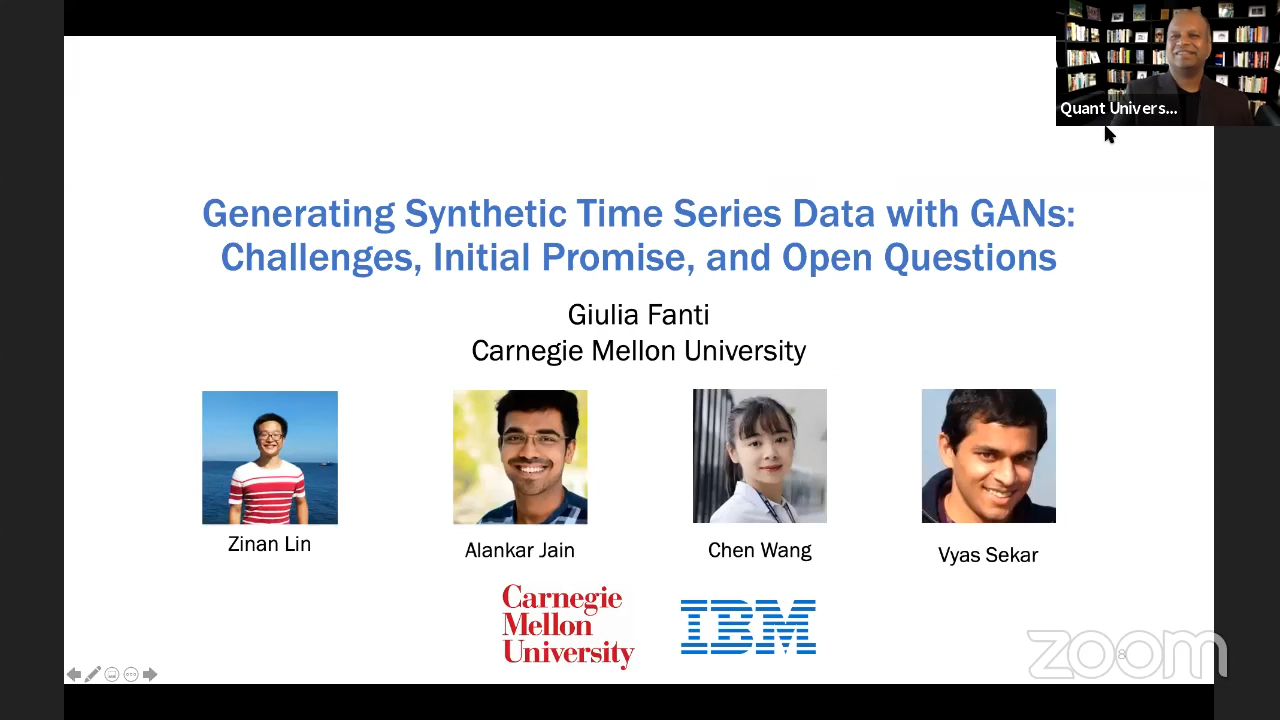 Quant Univers...
Generating Synthetic Time Series Data with GANs:
Challenges, Initial Promise, and Open Questions
Giulia Fanti
Carnegie Mellon University
Zinan Lin
Alankar Jain
Chen Wang
Vyas Sekar
Carnegie
Mellon
University
IBM
zoom
8